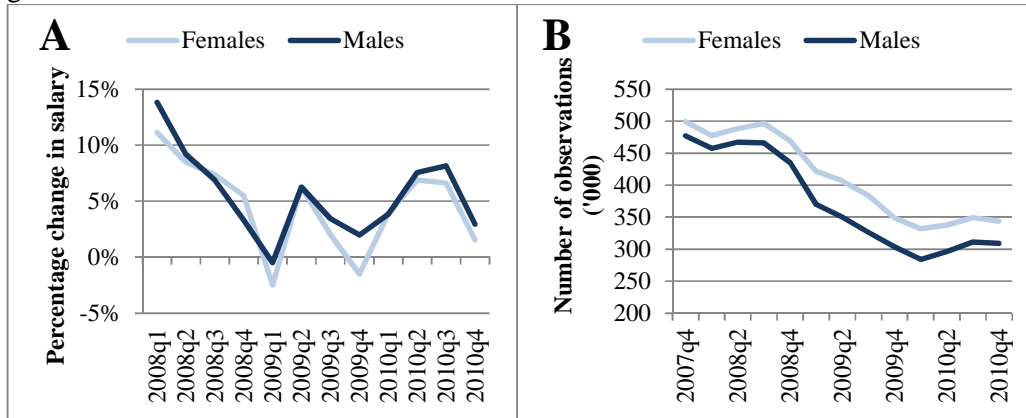 A
Females
Males
Percentage change in salary
15%
10%
5%
0%
-5%
2008q1
2008q2
2008q3
2008q4
2009q1
2009q2
2009q3
2009q4
2010q1
2010q2
2010q3
2010q4
B
Females
Males
Number of observations
('000)
550
500
450
400
350
300
250
200
2007q4
2008q2
2008q4
2009q2
2009q4
2010q2
2010q4